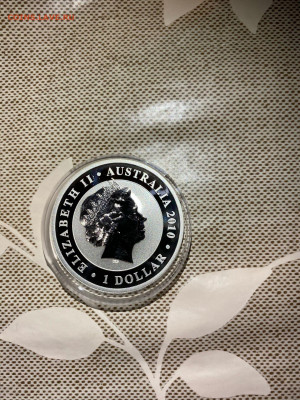 ELIZABETH II • AUSTRALIA 2010 •
1 DOLLAR •